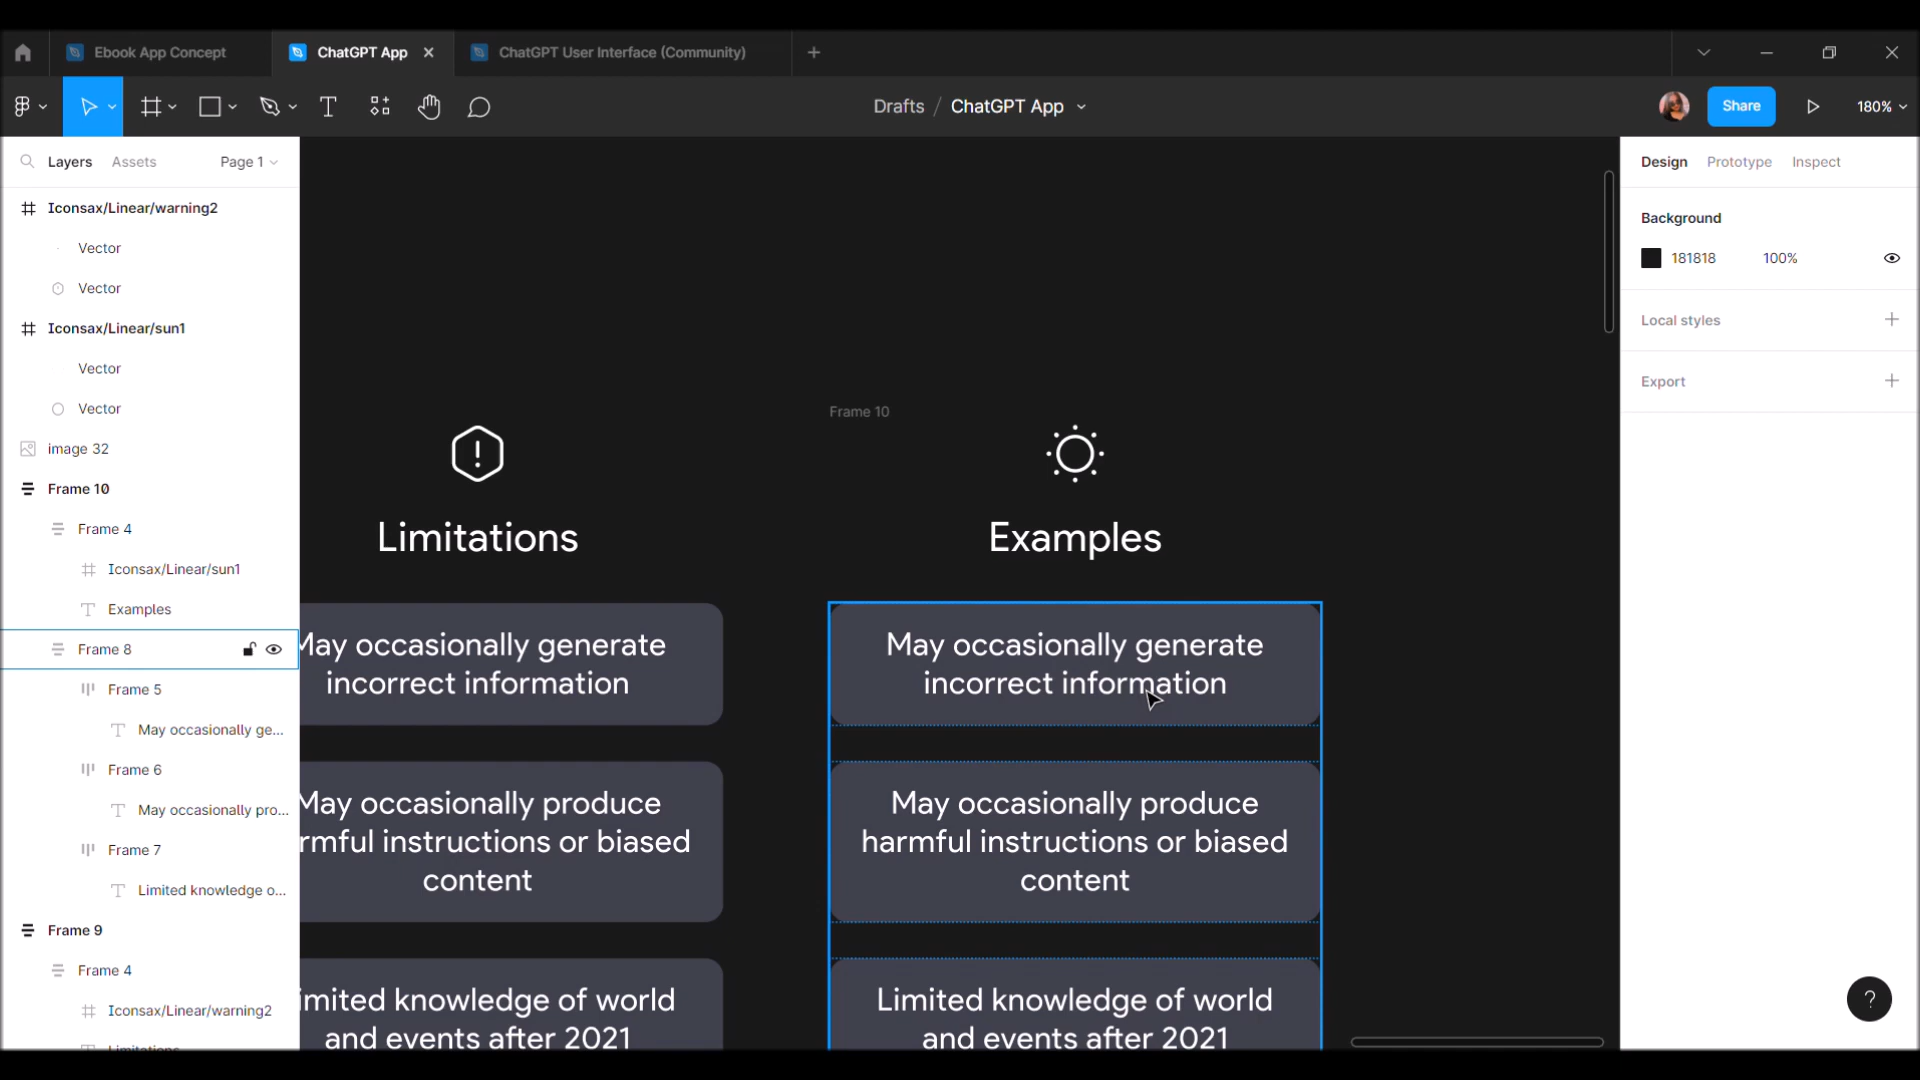 Ebook App Concept
ChatGPT App
ChatGPT User Interface (Community)
Drafts / ChatGPT App
Share
180%
Layers
Assets
Page 1
Iconsax/Linear/warning2
Vector
Vector
Iconsax/Linear/sun1
Vector
Vector
image 32
Frame 10
Frame 4
Iconsax/Linear/sun1
Examples
Frame 8
Frame 5
May occasionally ge...
Frame 6
May occasionally pro...
Frame 7
Limited knowledge o...
Frame 9
Frame 4
Iconsax/Linear/warning2
Limitations
Limitations
May occasionally generate
incorrect information
May occasionally produce
rmful instructions or biased
content
imited knowledge of world
and events after 2021
Frame 10
Examples
May occasionally generate
incorrect information
May occasionally produce
harmful instructions or biased
content
Limited knowledge of world
and events after 2021
Design
Prototype
Inspect
Background
181818
100%
Local styles
Export
?